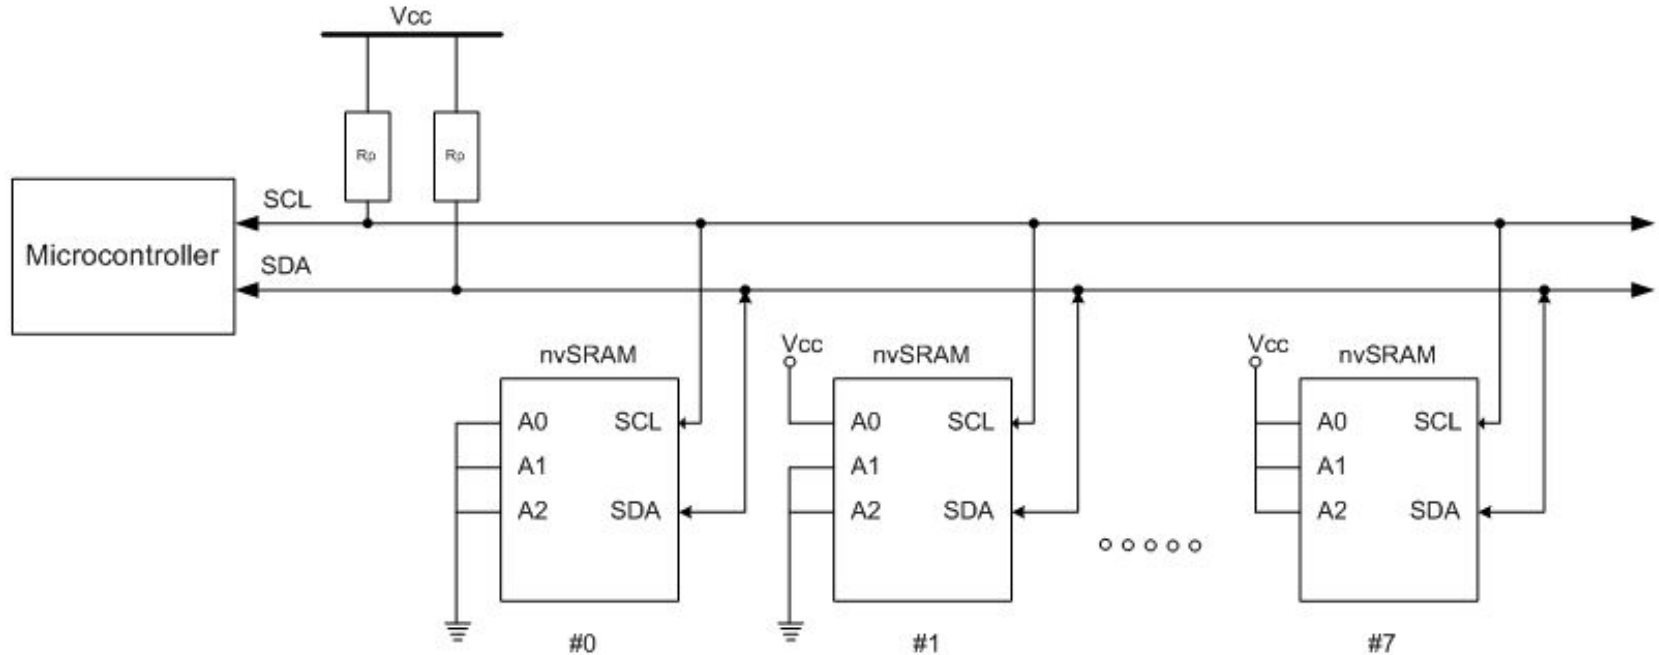 Vcc
Rp Rp
SCL
Microcontroller
SDA
nvSRAM Vcc nvSRAM Vcc nvSRAM
A0 SCL A0 SCL A0 SCL
A1 A1 A1
A2 SDA A2 SDA A2 SDA
#0 #1 #7